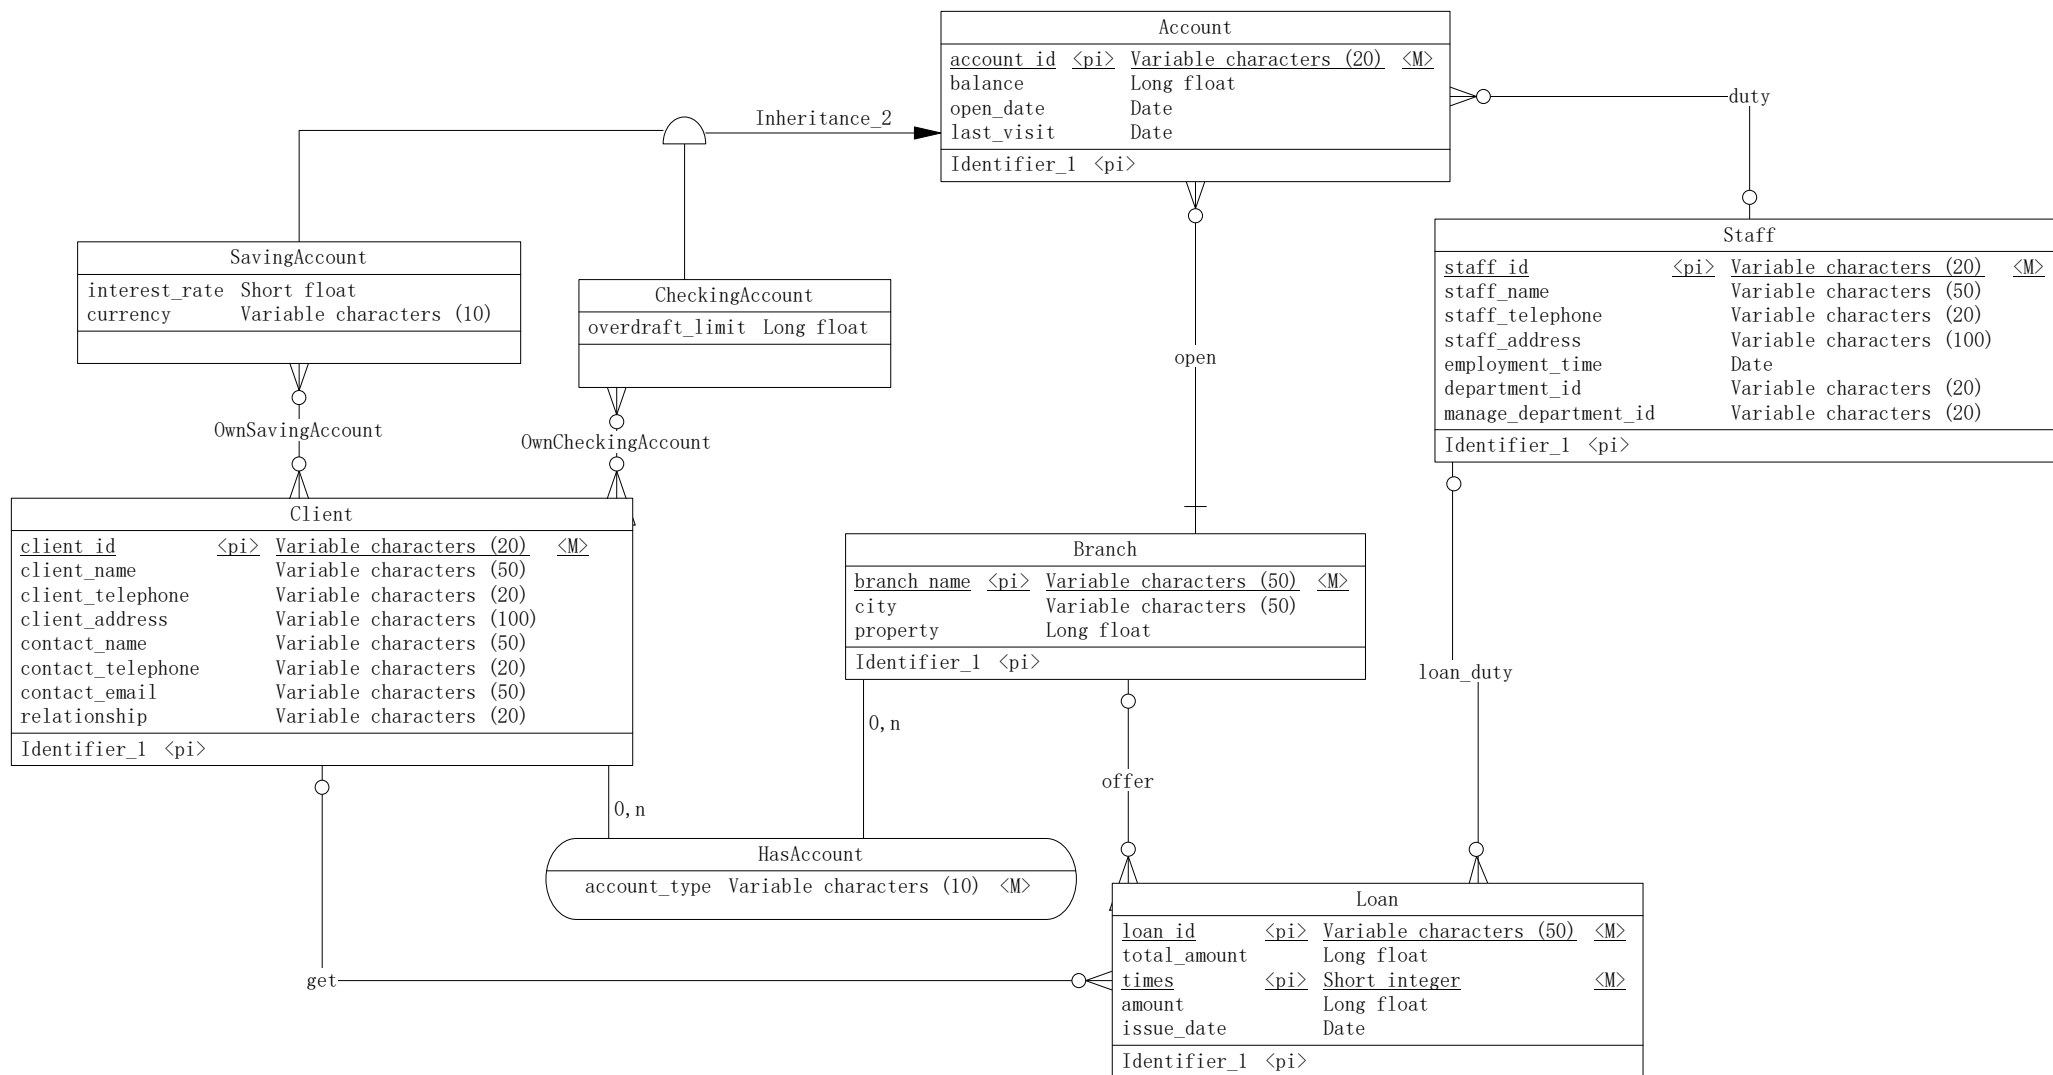 Account
account_id <pi> Variable characters (20) <M>
balance Long float
open_date Date
last_visit Date
Identifier_1 <pi>
Inheritance_2
duty
SavingAccount
interest_rate Short float
currency Variable characters (10)
CheckingAccount
overdraft_limit Long float
Staff
staff_id <pi> Variable characters (20) <M>
staff_name Variable characters (50)
staff_telephone Variable characters (20)
staff_address Variable characters (100)
employment_time Date
department_id Variable characters (20)
manage_department_id Variable characters (20)
Identifier_1 <pi>
open
OwnSavingAccount
OwnCheckingAccount
Client
client_id <pi> Variable characters (20) <M>
client_name Variable characters (50)
client_telephone Variable characters (20)
client_address Variable characters (100)
contact_name Variable characters (50)
contact_telephone Variable characters (20)
contact_email Variable characters (50)
relationship Variable characters (20)
Identifier_1 <pi>
Branch
branch_name <pi> Variable characters (50) <M>
city Variable characters (50)
property Long float
Identifier_1 <pi>
loan_duty
0,n
offer
0,n
HasAccount
account_type Variable characters (10) <M>
get
Loan
loan_id <pi> Variable characters (50) <M>
total_amount Long float
times <pi> Short integer <M>
amount Long float
issue_date Date
Identifier_1 <pi>